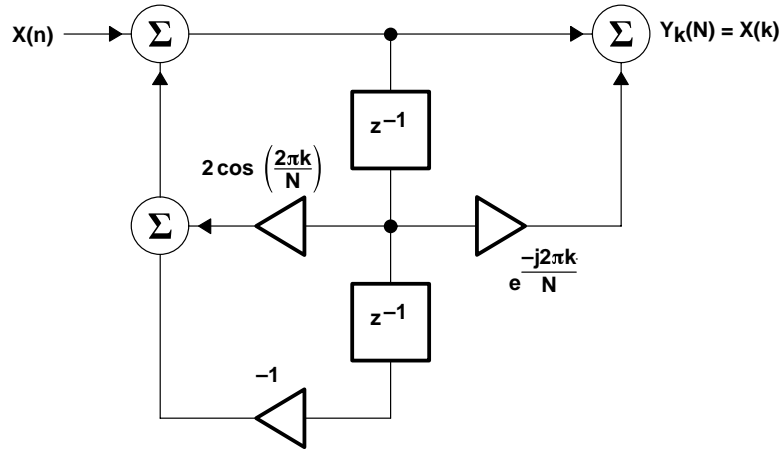 X(n)
Σ
Σ
Yk(N) = X(k)
z−1
2 cos (2πk/N)
Σ
e−j2πk/N
z−1
−1